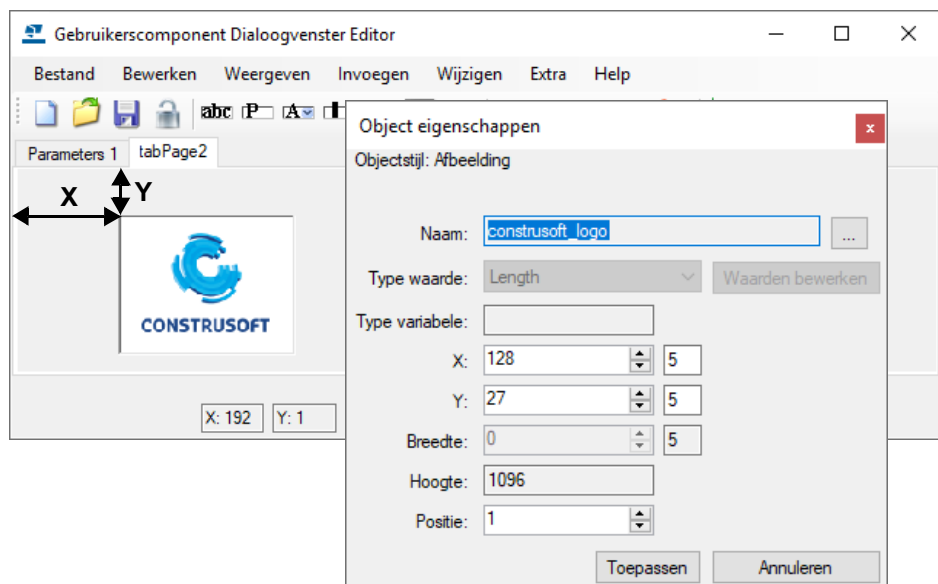 Gebruikerscomponent Dialoogvenster Editor
Bestand Bewerken Weergeven Invoegen Wijzigen Extra Help
abc P A
Parameters 1 tabPage2
X Y
CONSTRUSOFT
X: 192 Y: 1
Object eigenschappen x
Objectstijl: Afbeelding
Naam: construsoft_logo ...
Type waarde: Length Waarden bewerken
Type variabele:
X: 128 5
Y: 27 5
Breedte: 0 5
Hoogte: 1096
Positie: 1
Toepassen Annuleren